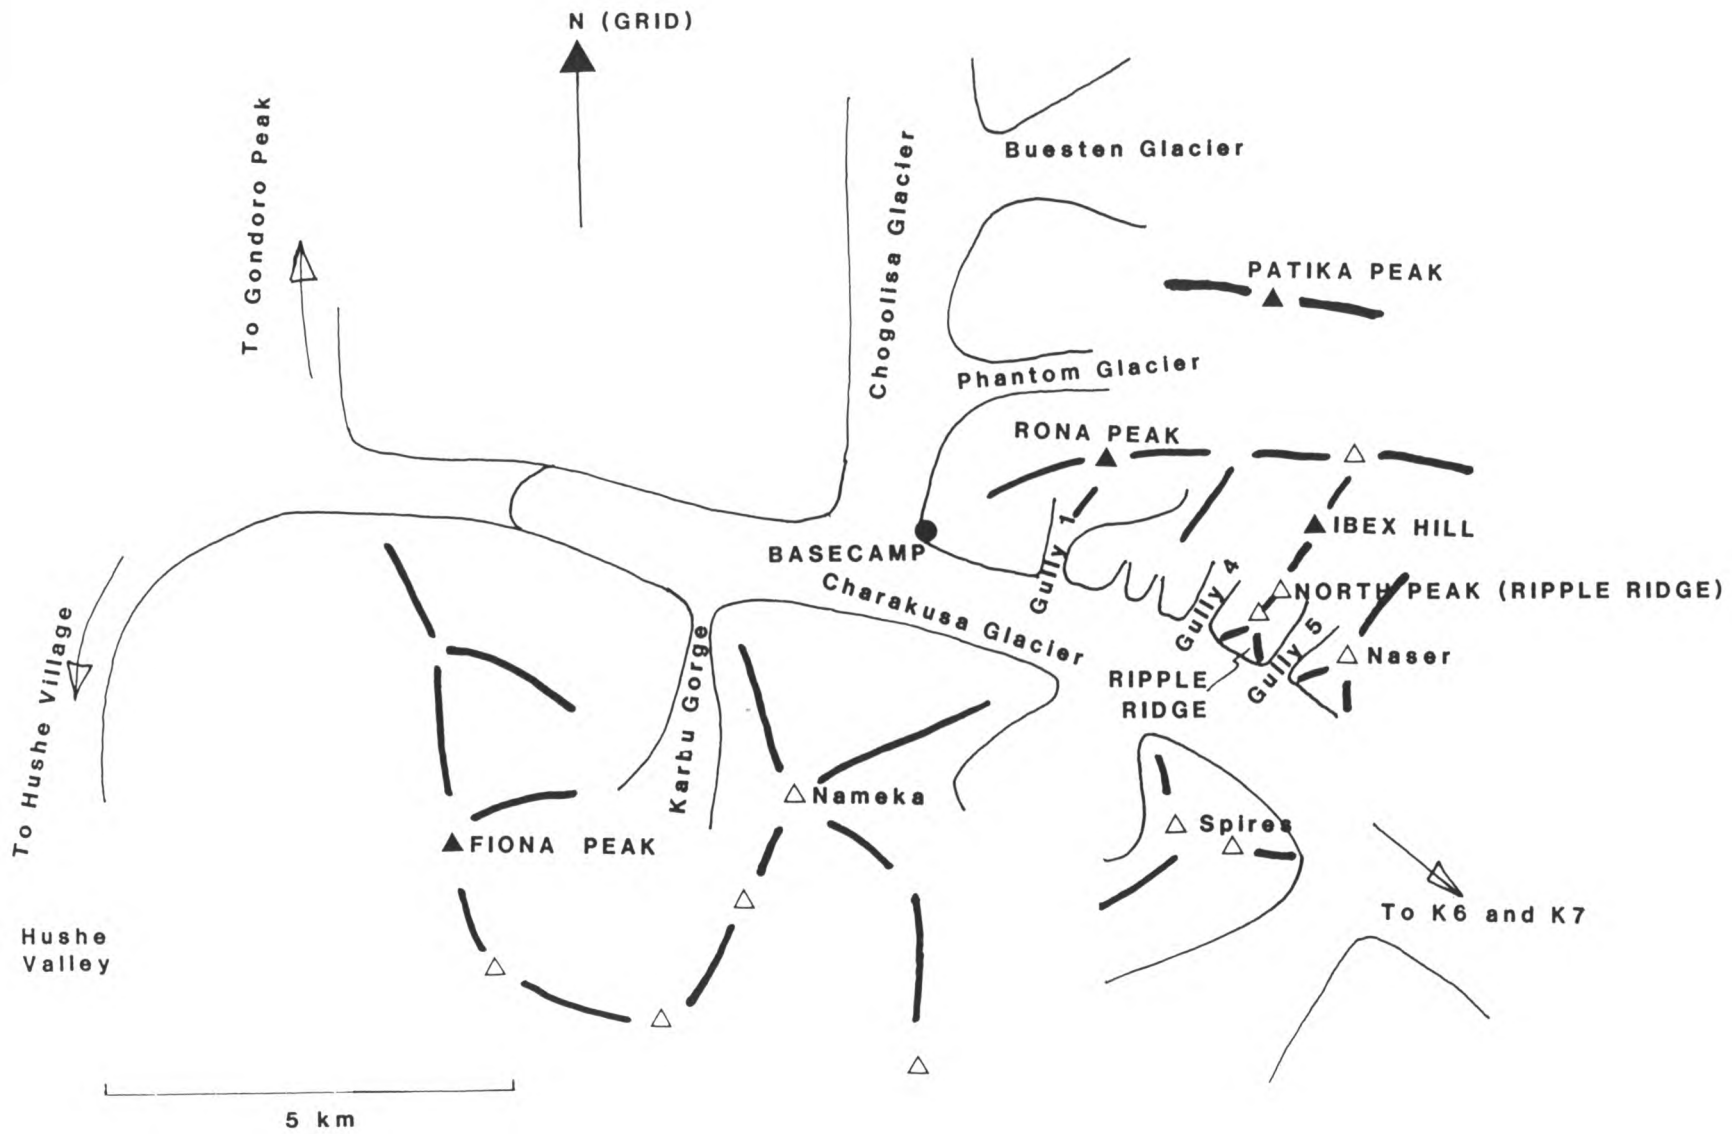 N (GRID)
To Gondoro Peak
Chogolisa Glacier
Buesten Glacier
PATIKA PEAK
Phantom Glacier
RONA PEAK
IBEX HILL
BASECAMP
Gully 1
Charakusa Glacier
Gully 4
NORTH PEAK (RIPPLE RIDGE)
Gully 5
Naser
RIPPLE
RIDGE
To Hushe Village
Karbu Gorge
Nameka
Spires
FIONA PEAK
To K6 and K7
Hushe
Valley
5 km